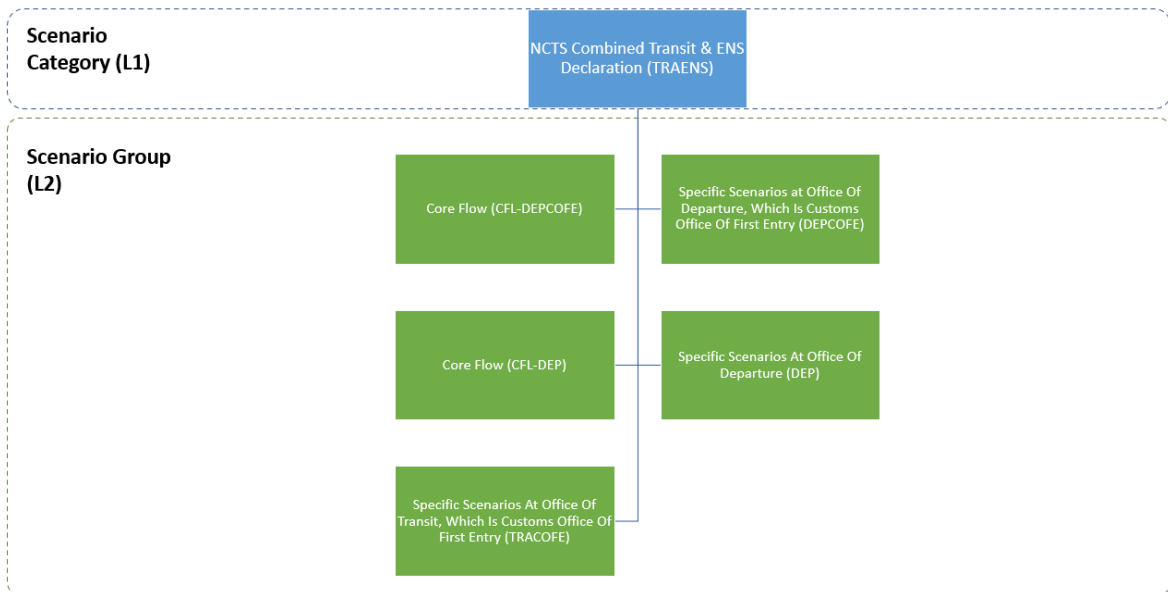 Scenario
Category (L1)
NCTS Combined Transit & ENS
Declaration (TRAENS)
Scenario Group
(L2)
Core Flow (CFL-DEPCOFE)
Specific Scenarios at Office Of
Departure, Which Is Customs
Office Of First Entry (DEPCOFE)
Core Flow (CFL-DEP)
Specific Scenarios At Office Of
Departure (DEP)
Specific Scenarios At Office Of
Transit, Which Is Customs Office Of
First Entry (TRACOFE)